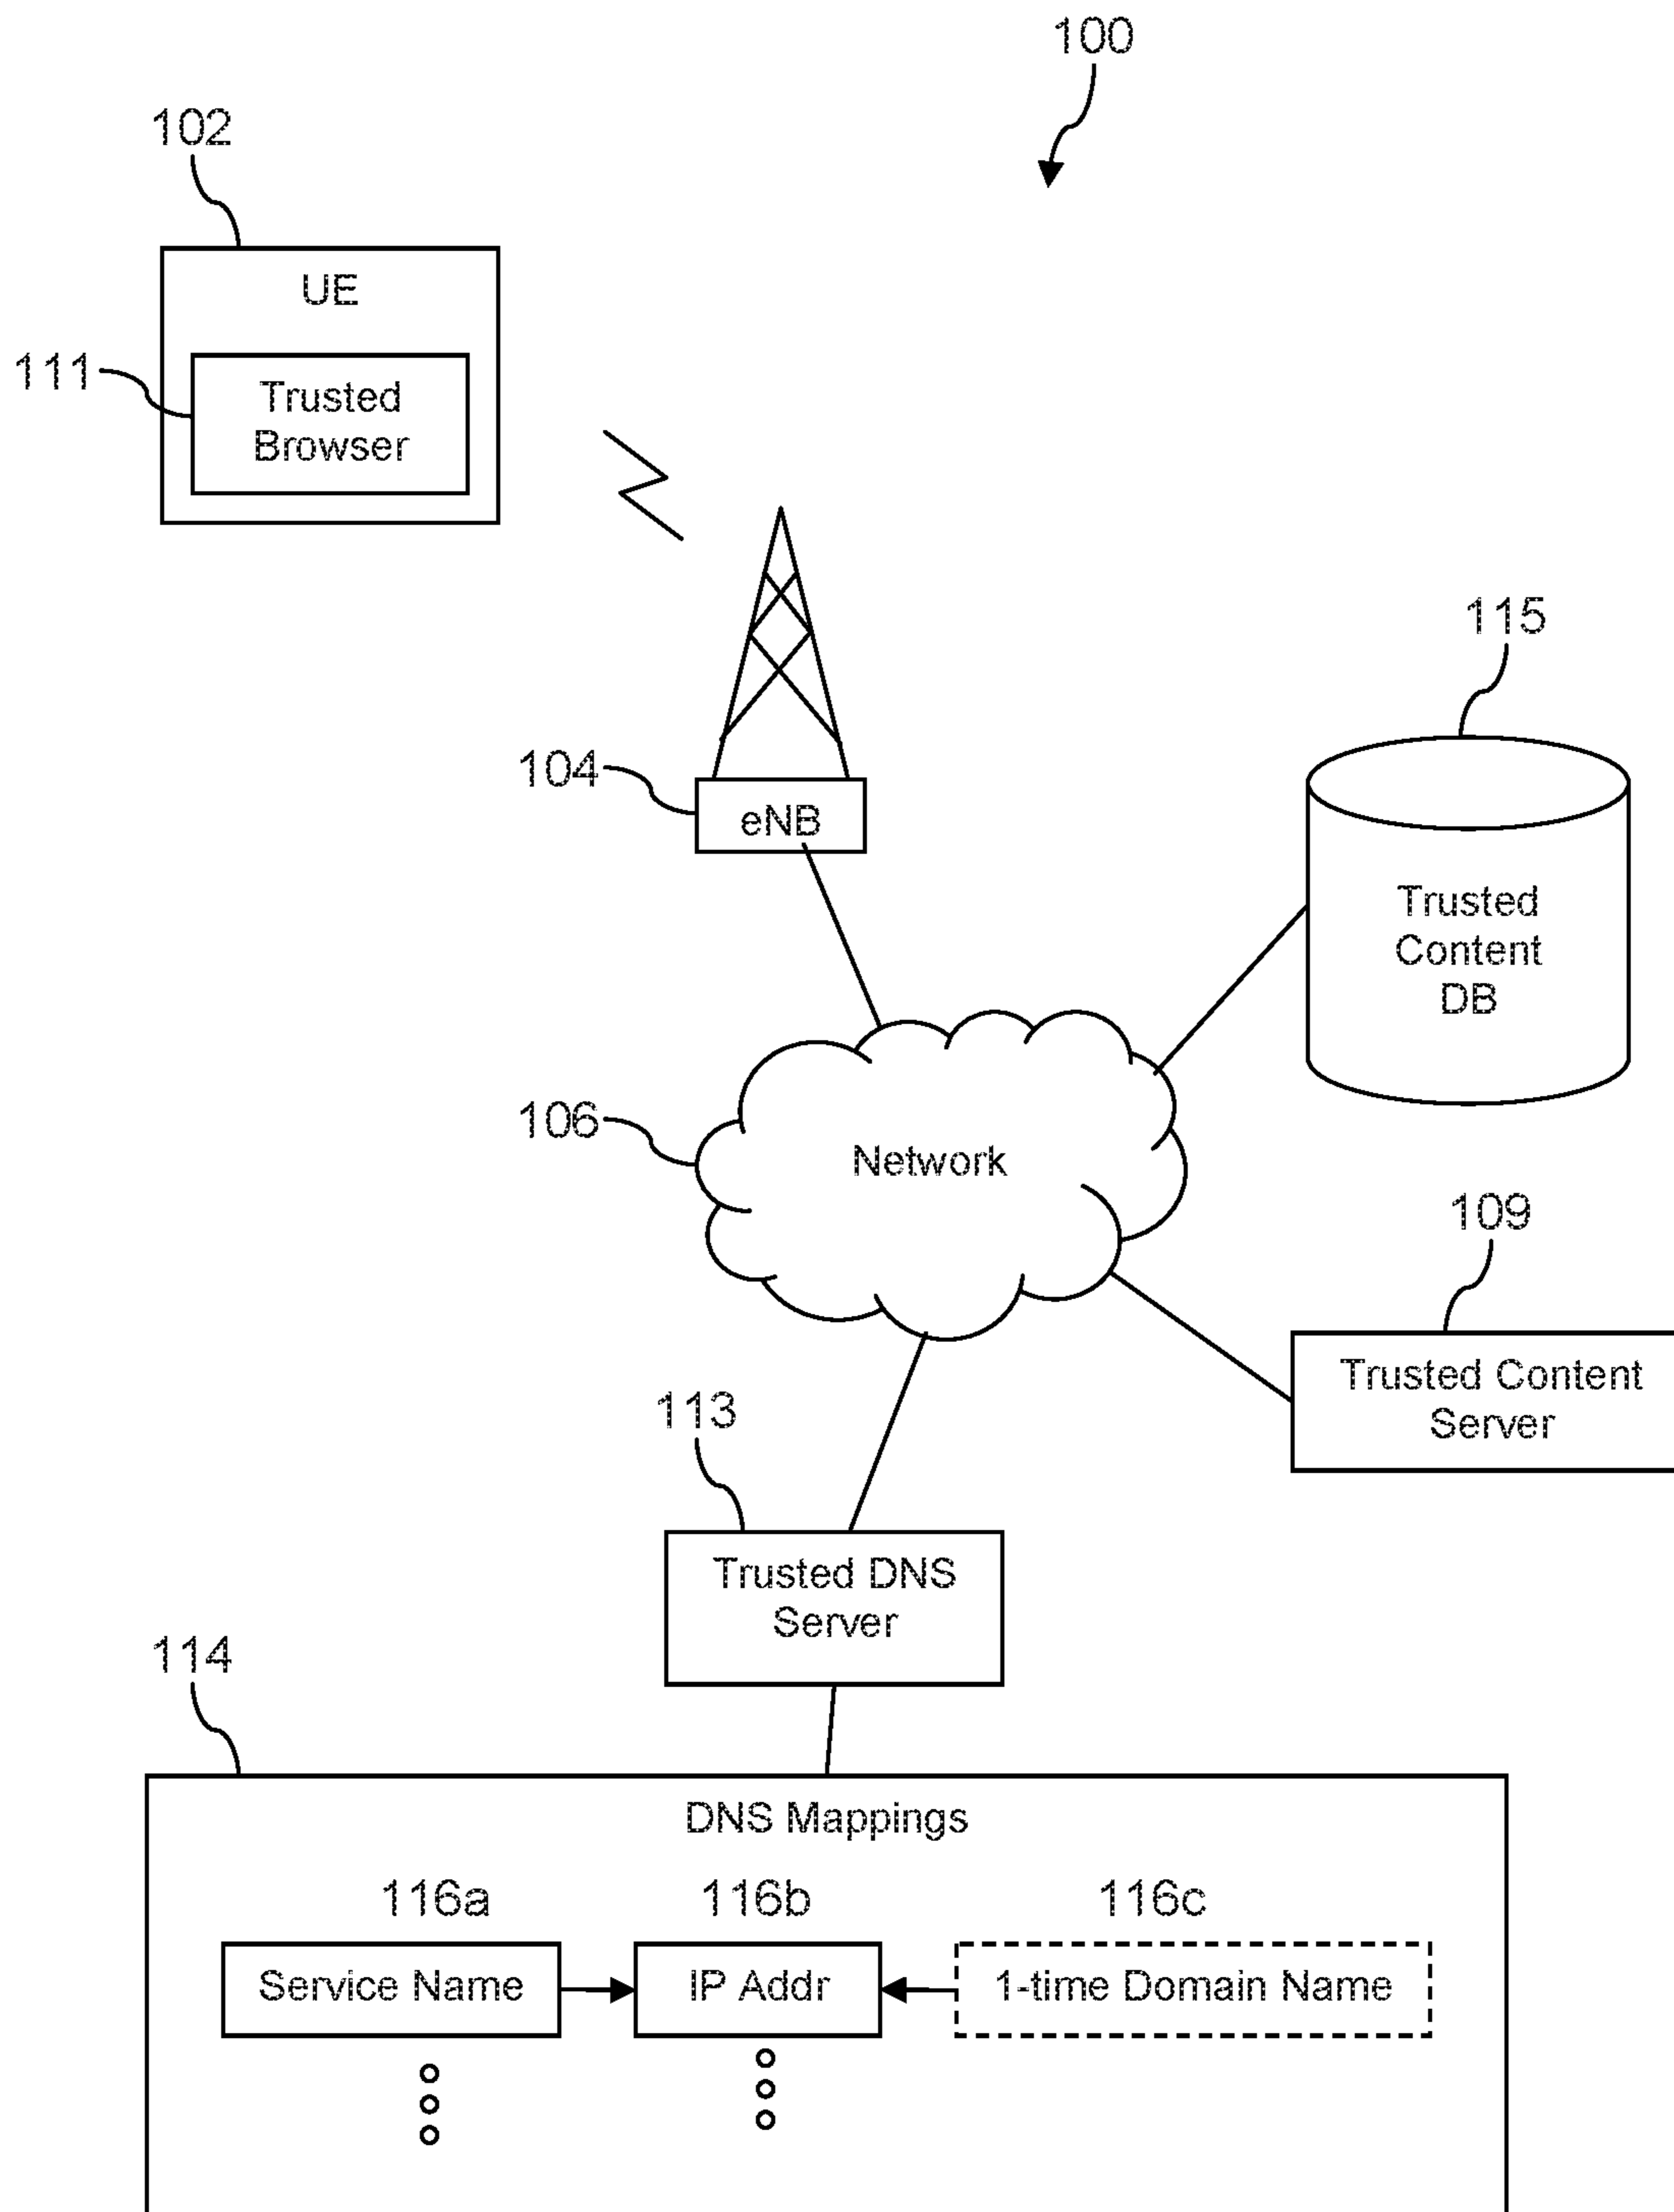 100
102
UE
111
Trusted
Browser
115
104
eNB
Trusted
Content
DB
106
Network
109
Trusted Content
Server
113
Trusted DNS
Server
114
DNS Mappings
116a 116b 116c
Service Name IP Addr 1-time Domain Name